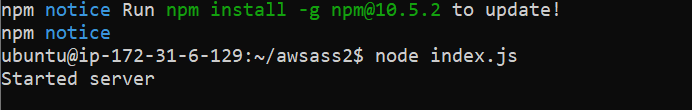 npm notice Run npm install -g npm@10.5.2 to update!
npm notice
ubuntu@ip-172-31-6-129:~/awsass2$ node index.js
Started server